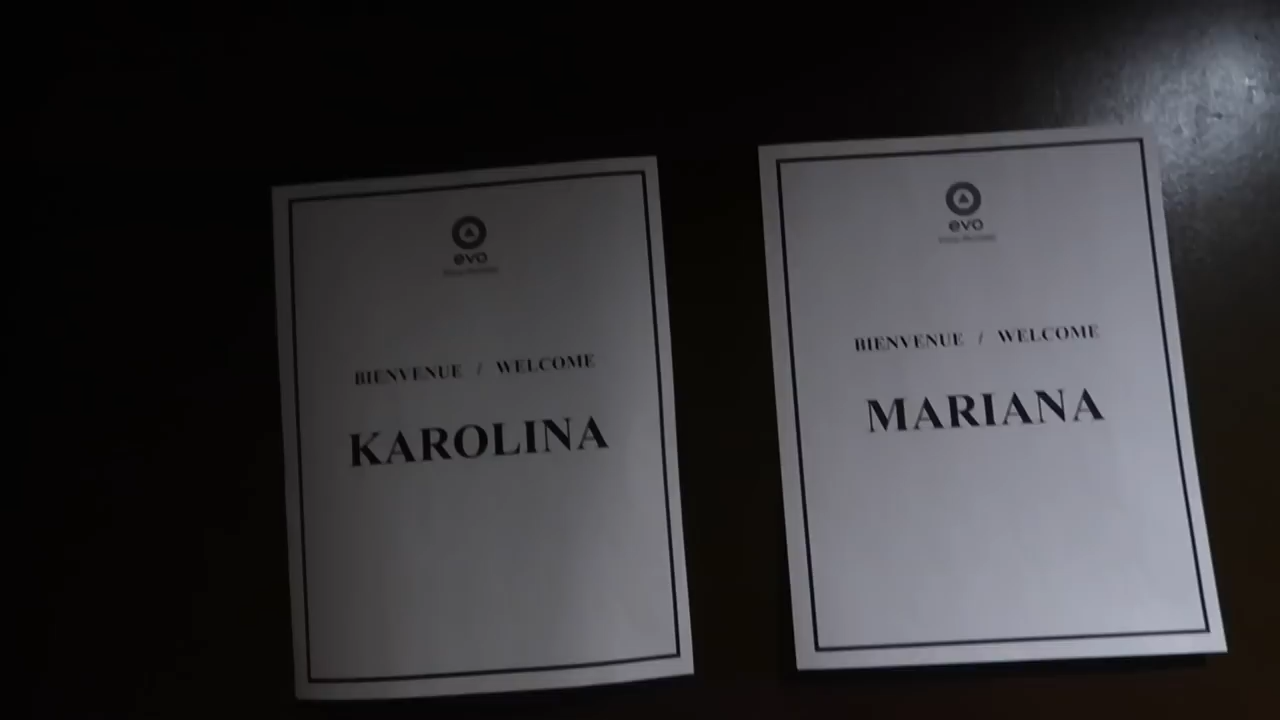 evo
BIENVENUE / WELCOME
KAROLINA
evo
BIENVENUE / WELCOME
MARIANA